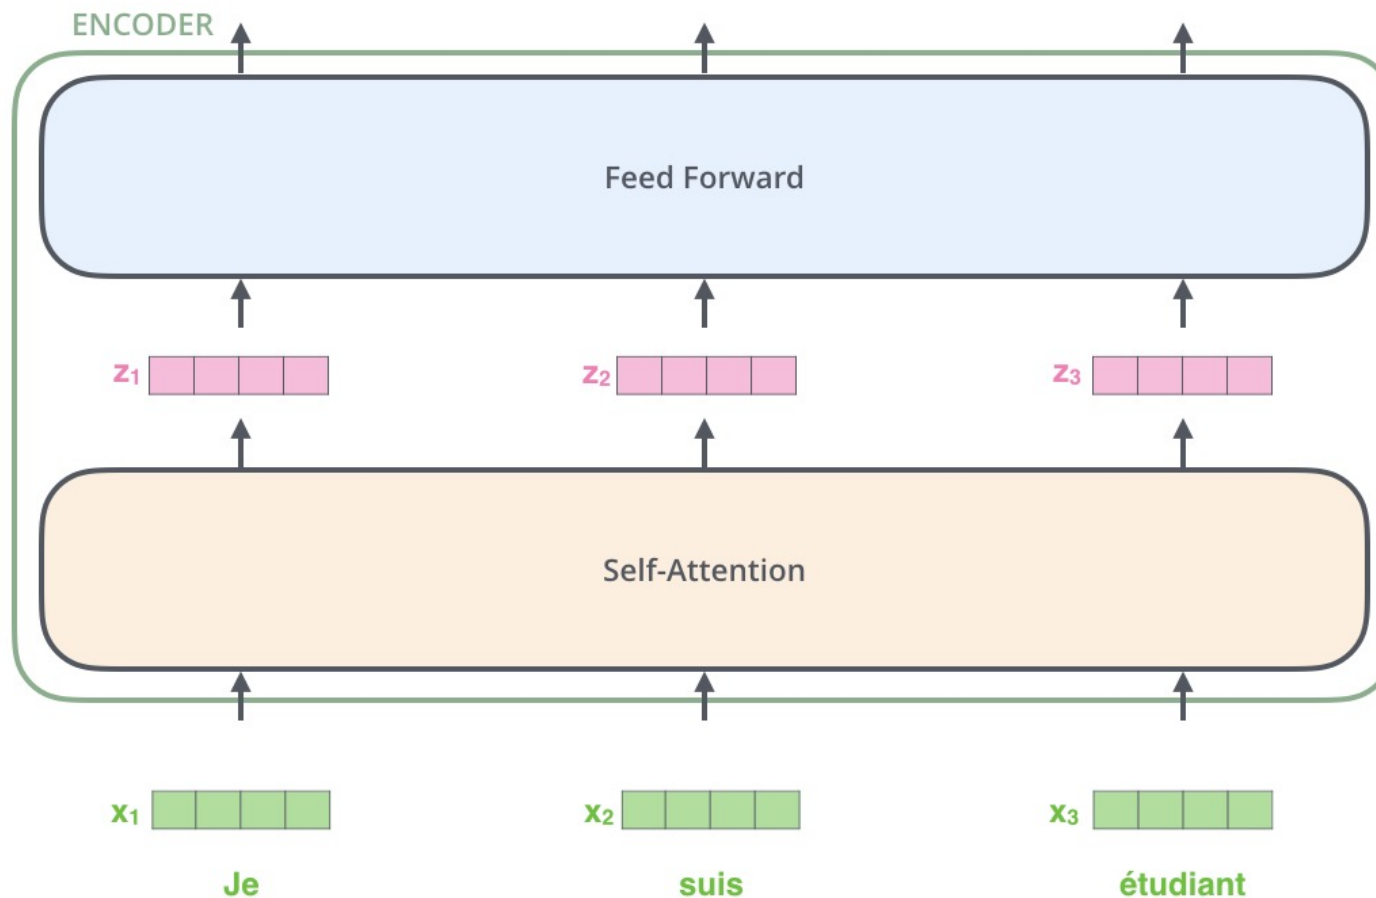 ENCODER
Feed Forward
z₁ z₂ z₃
Self-Attention
x₁ x₂ x₃
Je suis étudiant